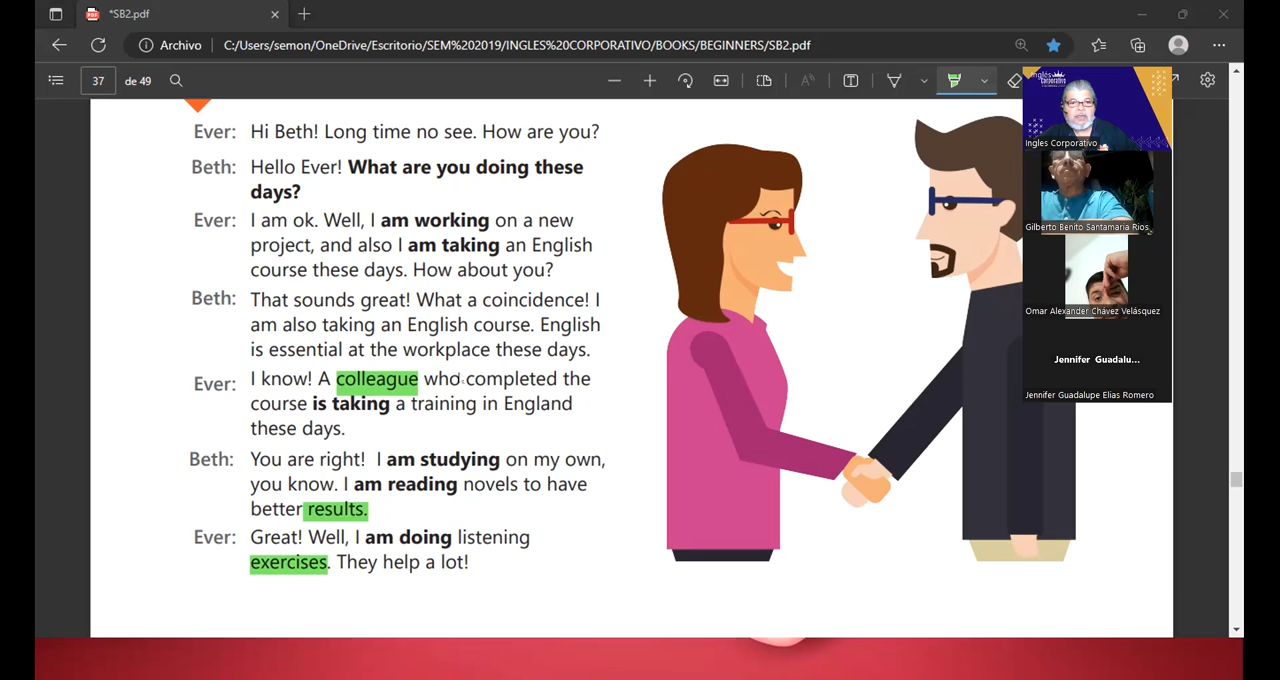 *SB2.pdf
Archivo
C:/Users/semon/OneDrive/Escritorio/SEM%202019/INGLES%20CORPORATIVO/BOOKS/BEGINNERS/SB2.pdf
37 de 49
Ever: Hi Beth! Long time no see. How are you?
Beth: Hello Ever! What are you doing these
days?
Ever: I am ok. Well, I am working on a new
project, and also I am taking an English
course these days. How about you?
Beth: That sounds great! What a coincidence! I
am also taking an English course. English
is essential at the workplace these days.
Ever: I know! A colleague who completed the
course is taking a training in England
these days.
Beth: You are right! I am studying on my own,
you know. I am reading novels to have
better results.
Ever: Great! Well, I am doing listening
exercises. They help a lot!
Inglés
Corporativo
Ingles Corporativo
Gilberto Benito Santamaria Rios
Omar Alexander Chávez Velásquez
Jennifer Guadalu...
Jennifer Guadalupe Elias Romero